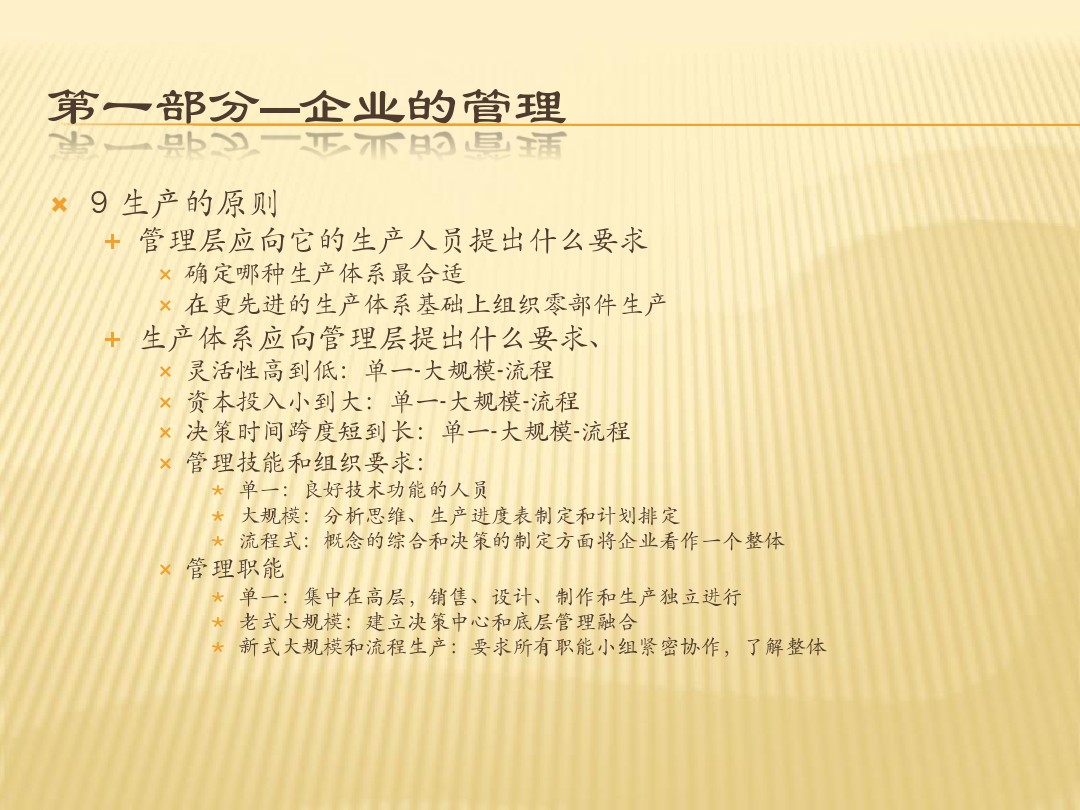 第一部分—企业的管理
9 生产的原则
管理层应向它的生产人员提出什么要求
确定哪种生产体系最合适
在更先进的生产体系基础上组织零部件生产
生产体系应向管理层提出什么要求、
灵活性高到低：单一-大规模-流程
资本投入小到大：单一-大规模-流程
决策时间跨度短到长：单一-大规模-流程
管理技能和组织要求：
单一：良好技术功能的人员
大规模：分析思维、生产进度表制定和计划排定
流程式：概念的综合和决策的制定方面将企业看作一个整体
管理职能
单一：集中在高层，销售、设计、制作和生产独立进行
老式大规模：建立决策中心和底层管理融合
新式大规模和流程生产：要求所有职能小组紧密协作，了解整体